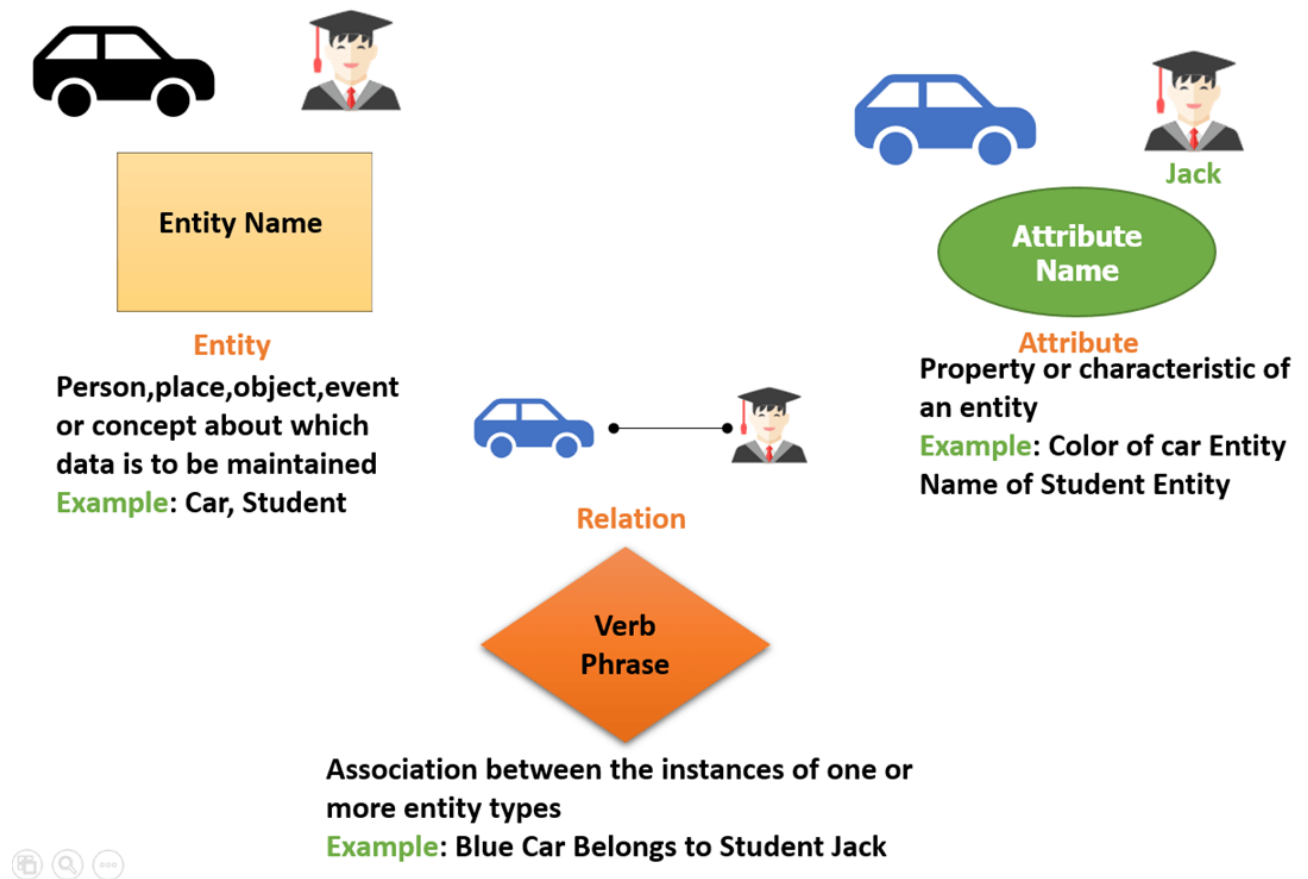 Entity Name
Entity
Person,place,object,event
or concept about which
data is to be maintained
Example: Car, Student
Jack
Attribute
Name
Attribute
Property or characteristic of
an entity
Example: Color of car Entity
Name of Student Entity
Relation
Verb
Phrase
Association between the instances of one or
more entity types
Example: Blue Car Belongs to Student Jack